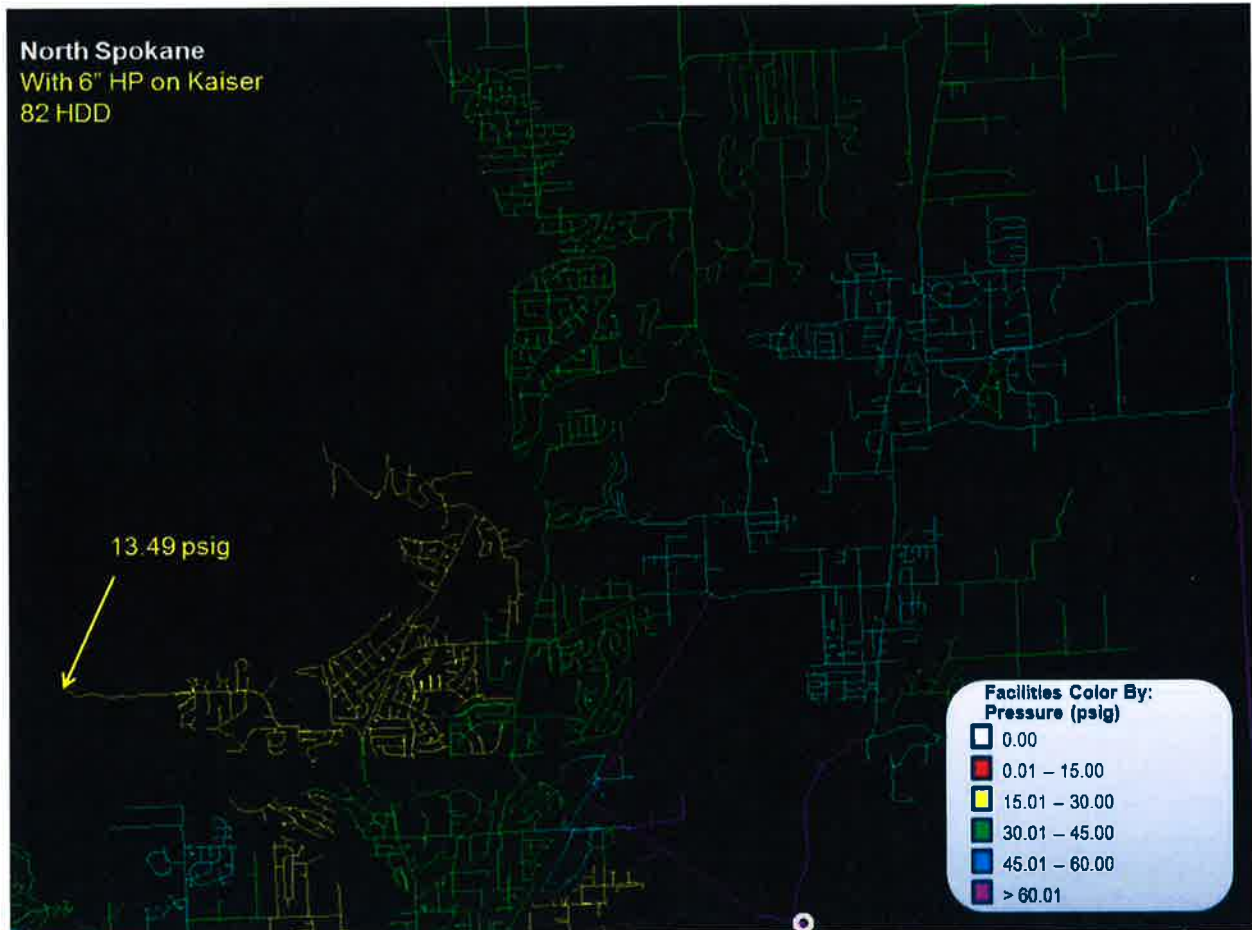 North Spokane
With 6" HP on Kaiser
82 HDD
13.49 psig
Facilities Color By:
Pressure (psig)
0.00
0.01 – 15.00
15.01 – 30.00
30.01 – 45.00
45.01 – 60.00
> 60.01